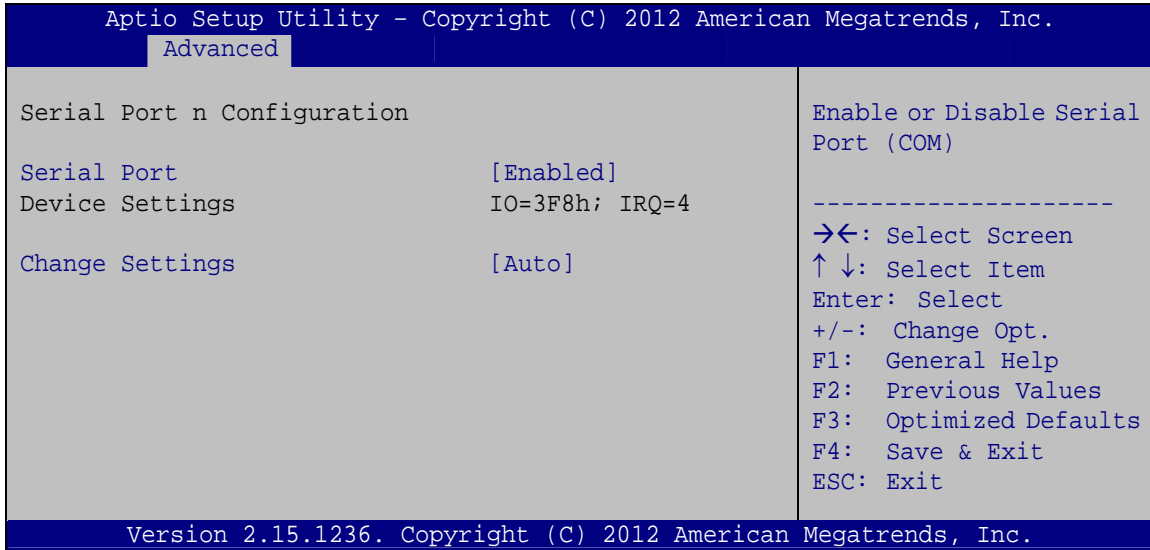 Aptio Setup Utility – Copyright (C) 2012 American Megatrends, Inc.
Advanced
Serial Port n Configuration
Serial Port [Enabled]
Device Settings IO=3F8h; IRQ=4
Change Settings [Auto]
Enable or Disable Serial
Port (COM)
---------------------
→←: Select Screen
↑ ↓: Select Item
Enter: Select
+/-: Change Opt.
F1: General Help
F2: Previous Values
F3: Optimized Defaults
F4: Save & Exit
ESC: Exit
Version 2.15.1236. Copyright (C) 2012 American Megatrends, Inc.